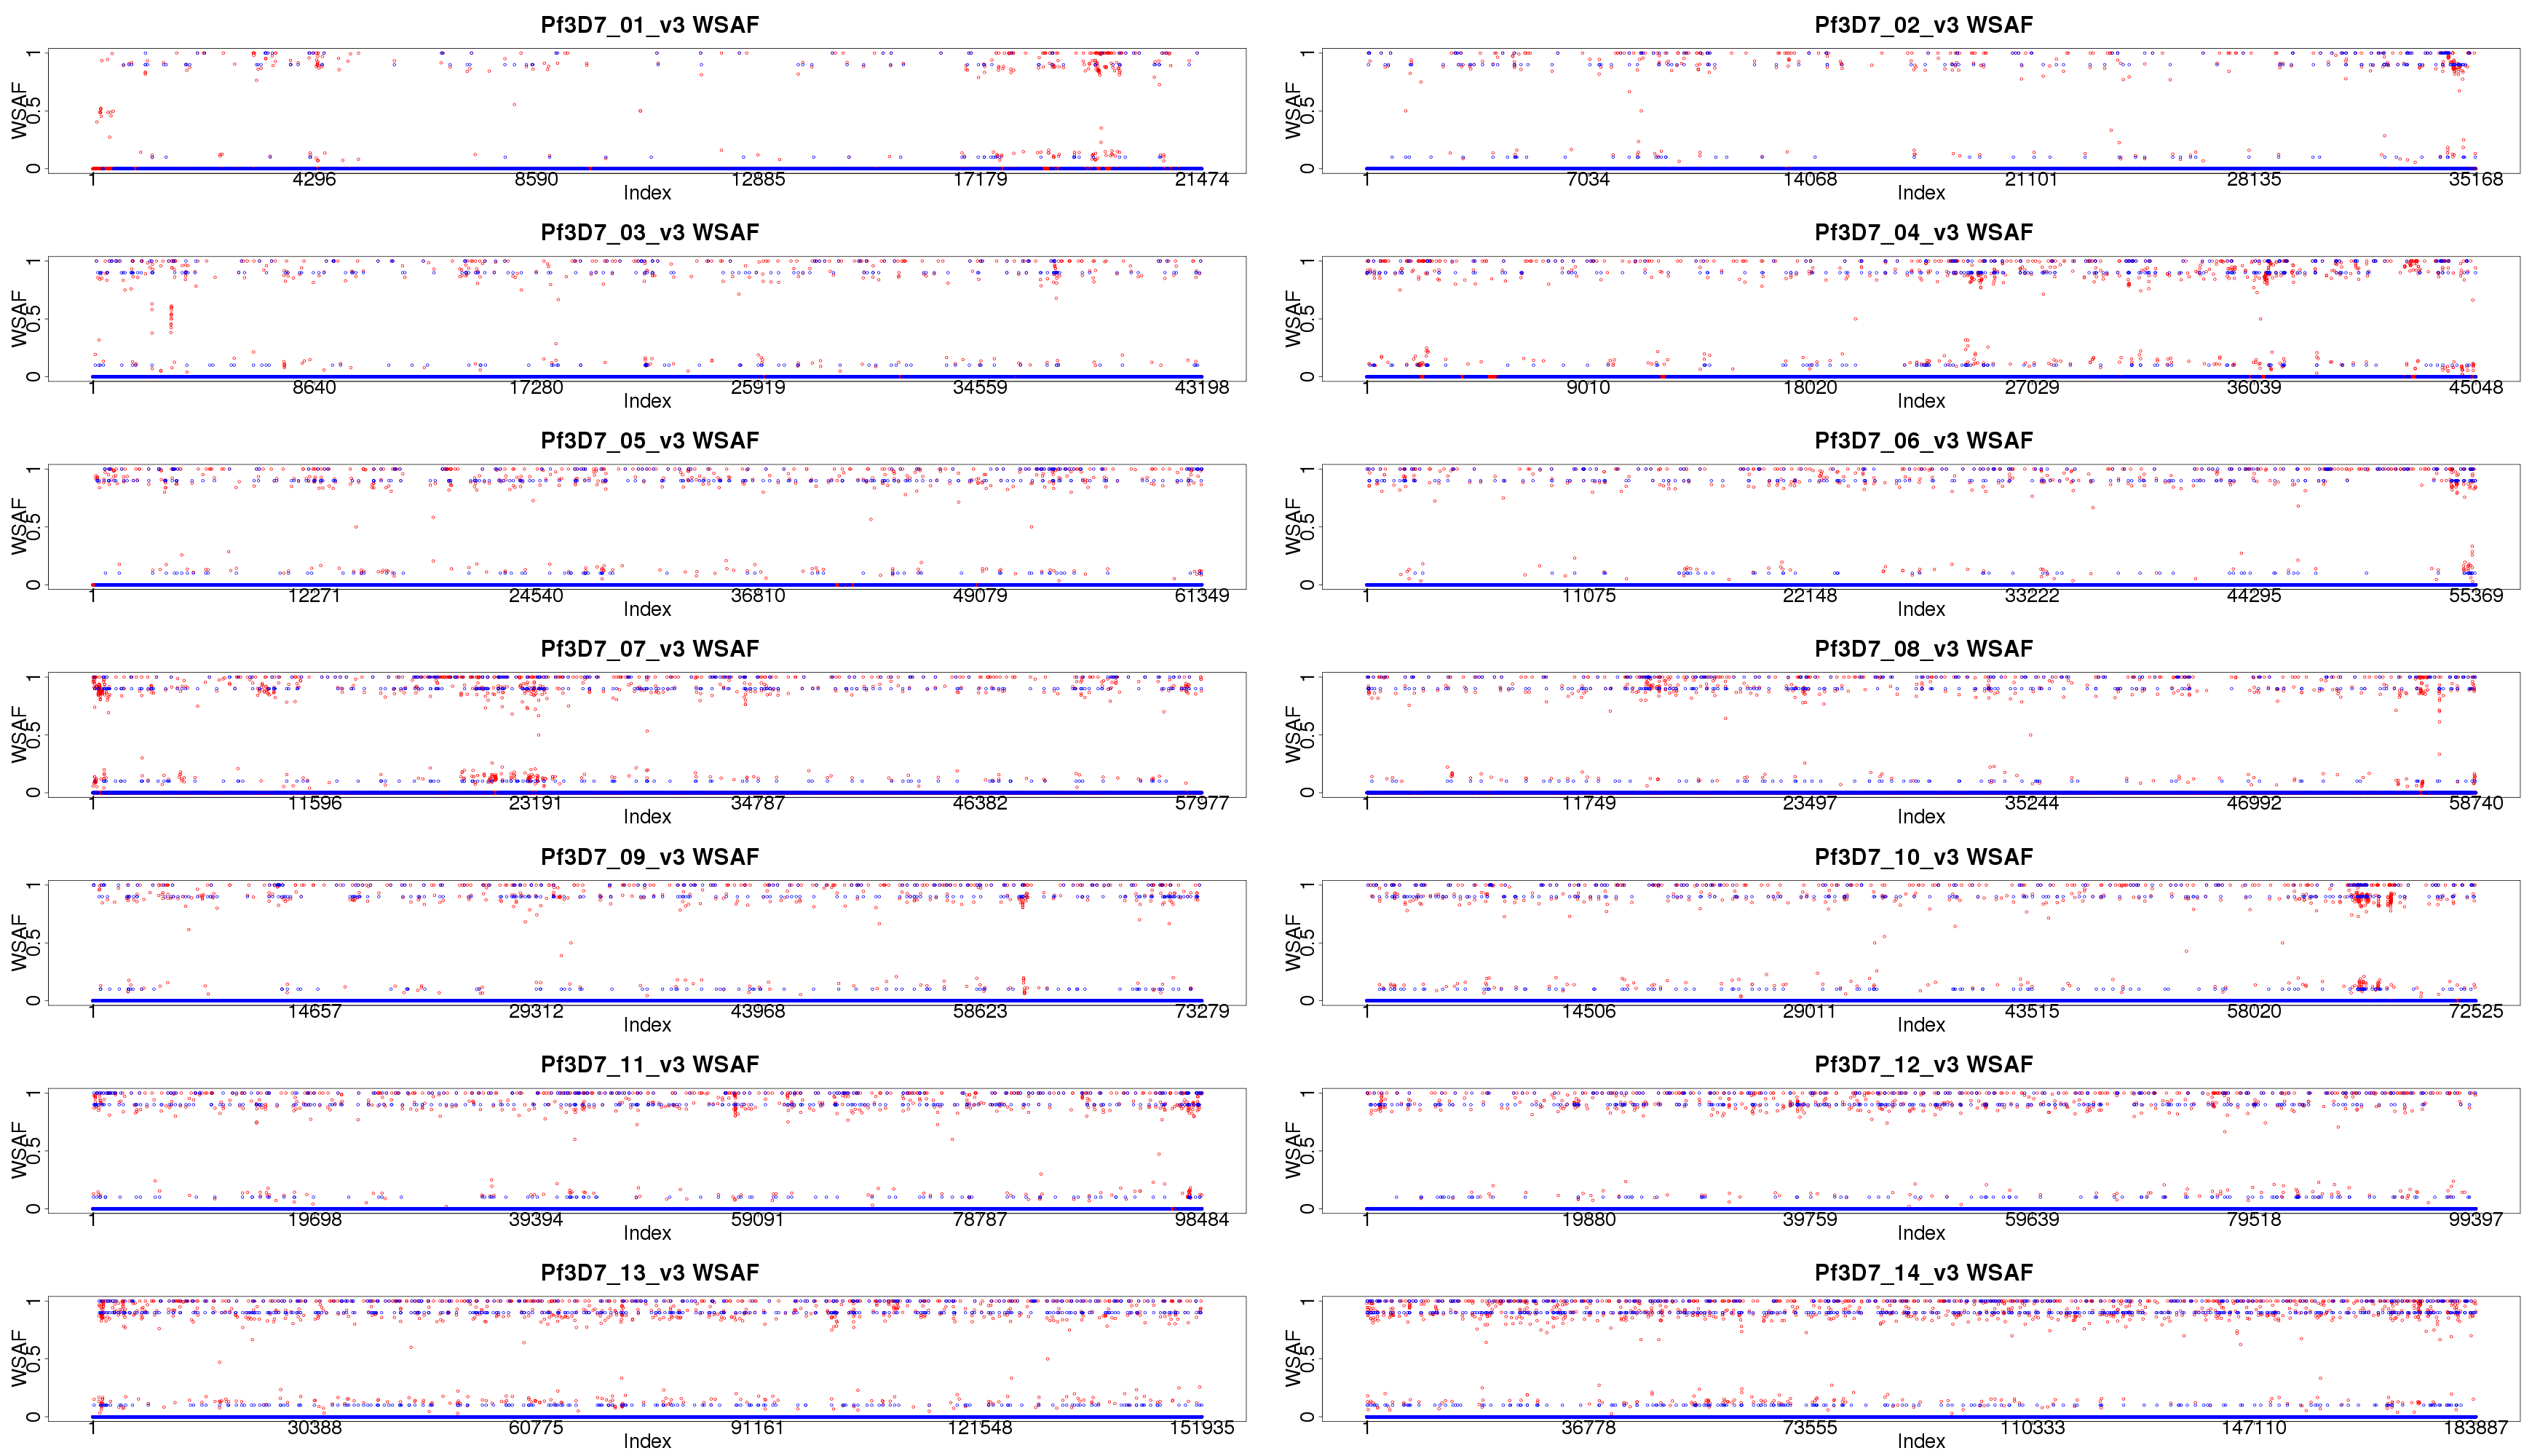 Pf3D7_01_v3 WSAF
WSAF
0 0.5 1
1 4296 8590 12885 17179 21474
Index
Pf3D7_02_v3 WSAF
WSAF
0 0.5 1
1 7034 14068 21101 28135 35168
Index
Pf3D7_03_v3 WSAF
WSAF
0 0.5 1
1 8640 17280 25919 34559 43198
Index
Pf3D7_04_v3 WSAF
WSAF
0 0.5 1
1 9010 18020 27029 36039 45048
Index
Pf3D7_05_v3 WSAF
WSAF
0 0.5 1
1 12271 24540 36810 49079 61349
Index
Pf3D7_06_v3 WSAF
WSAF
0 0.5 1
1 11075 22148 33222 44295 55369
Index
Pf3D7_07_v3 WSAF
WSAF
0 0.5 1
1 11596 23191 34787 46382 57977
Index
Pf3D7_08_v3 WSAF
WSAF
0 0.5 1
1 11749 23497 35244 46992 58740
Index
Pf3D7_09_v3 WSAF
WSAF
0 0.5 1
1 14657 29312 43968 58623 73279
Index
Pf3D7_10_v3 WSAF
WSAF
0 0.5 1
1 14506 29011 43515 58020 72525
Index
Pf3D7_11_v3 WSAF
WSAF
0 0.5 1
1 19698 39394 59091 78787 98484
Index
Pf3D7_12_v3 WSAF
WSAF
0 0.5 1
1 19880 39759 59639 79518 99397
Index
Pf3D7_13_v3 WSAF
WSAF
0 0.5 1
1 30388 60775 91161 121548 151935
Index
Pf3D7_14_v3 WSAF
WSAF
0 0.5 1
1 36778 73555 110333 147110 183887
Index